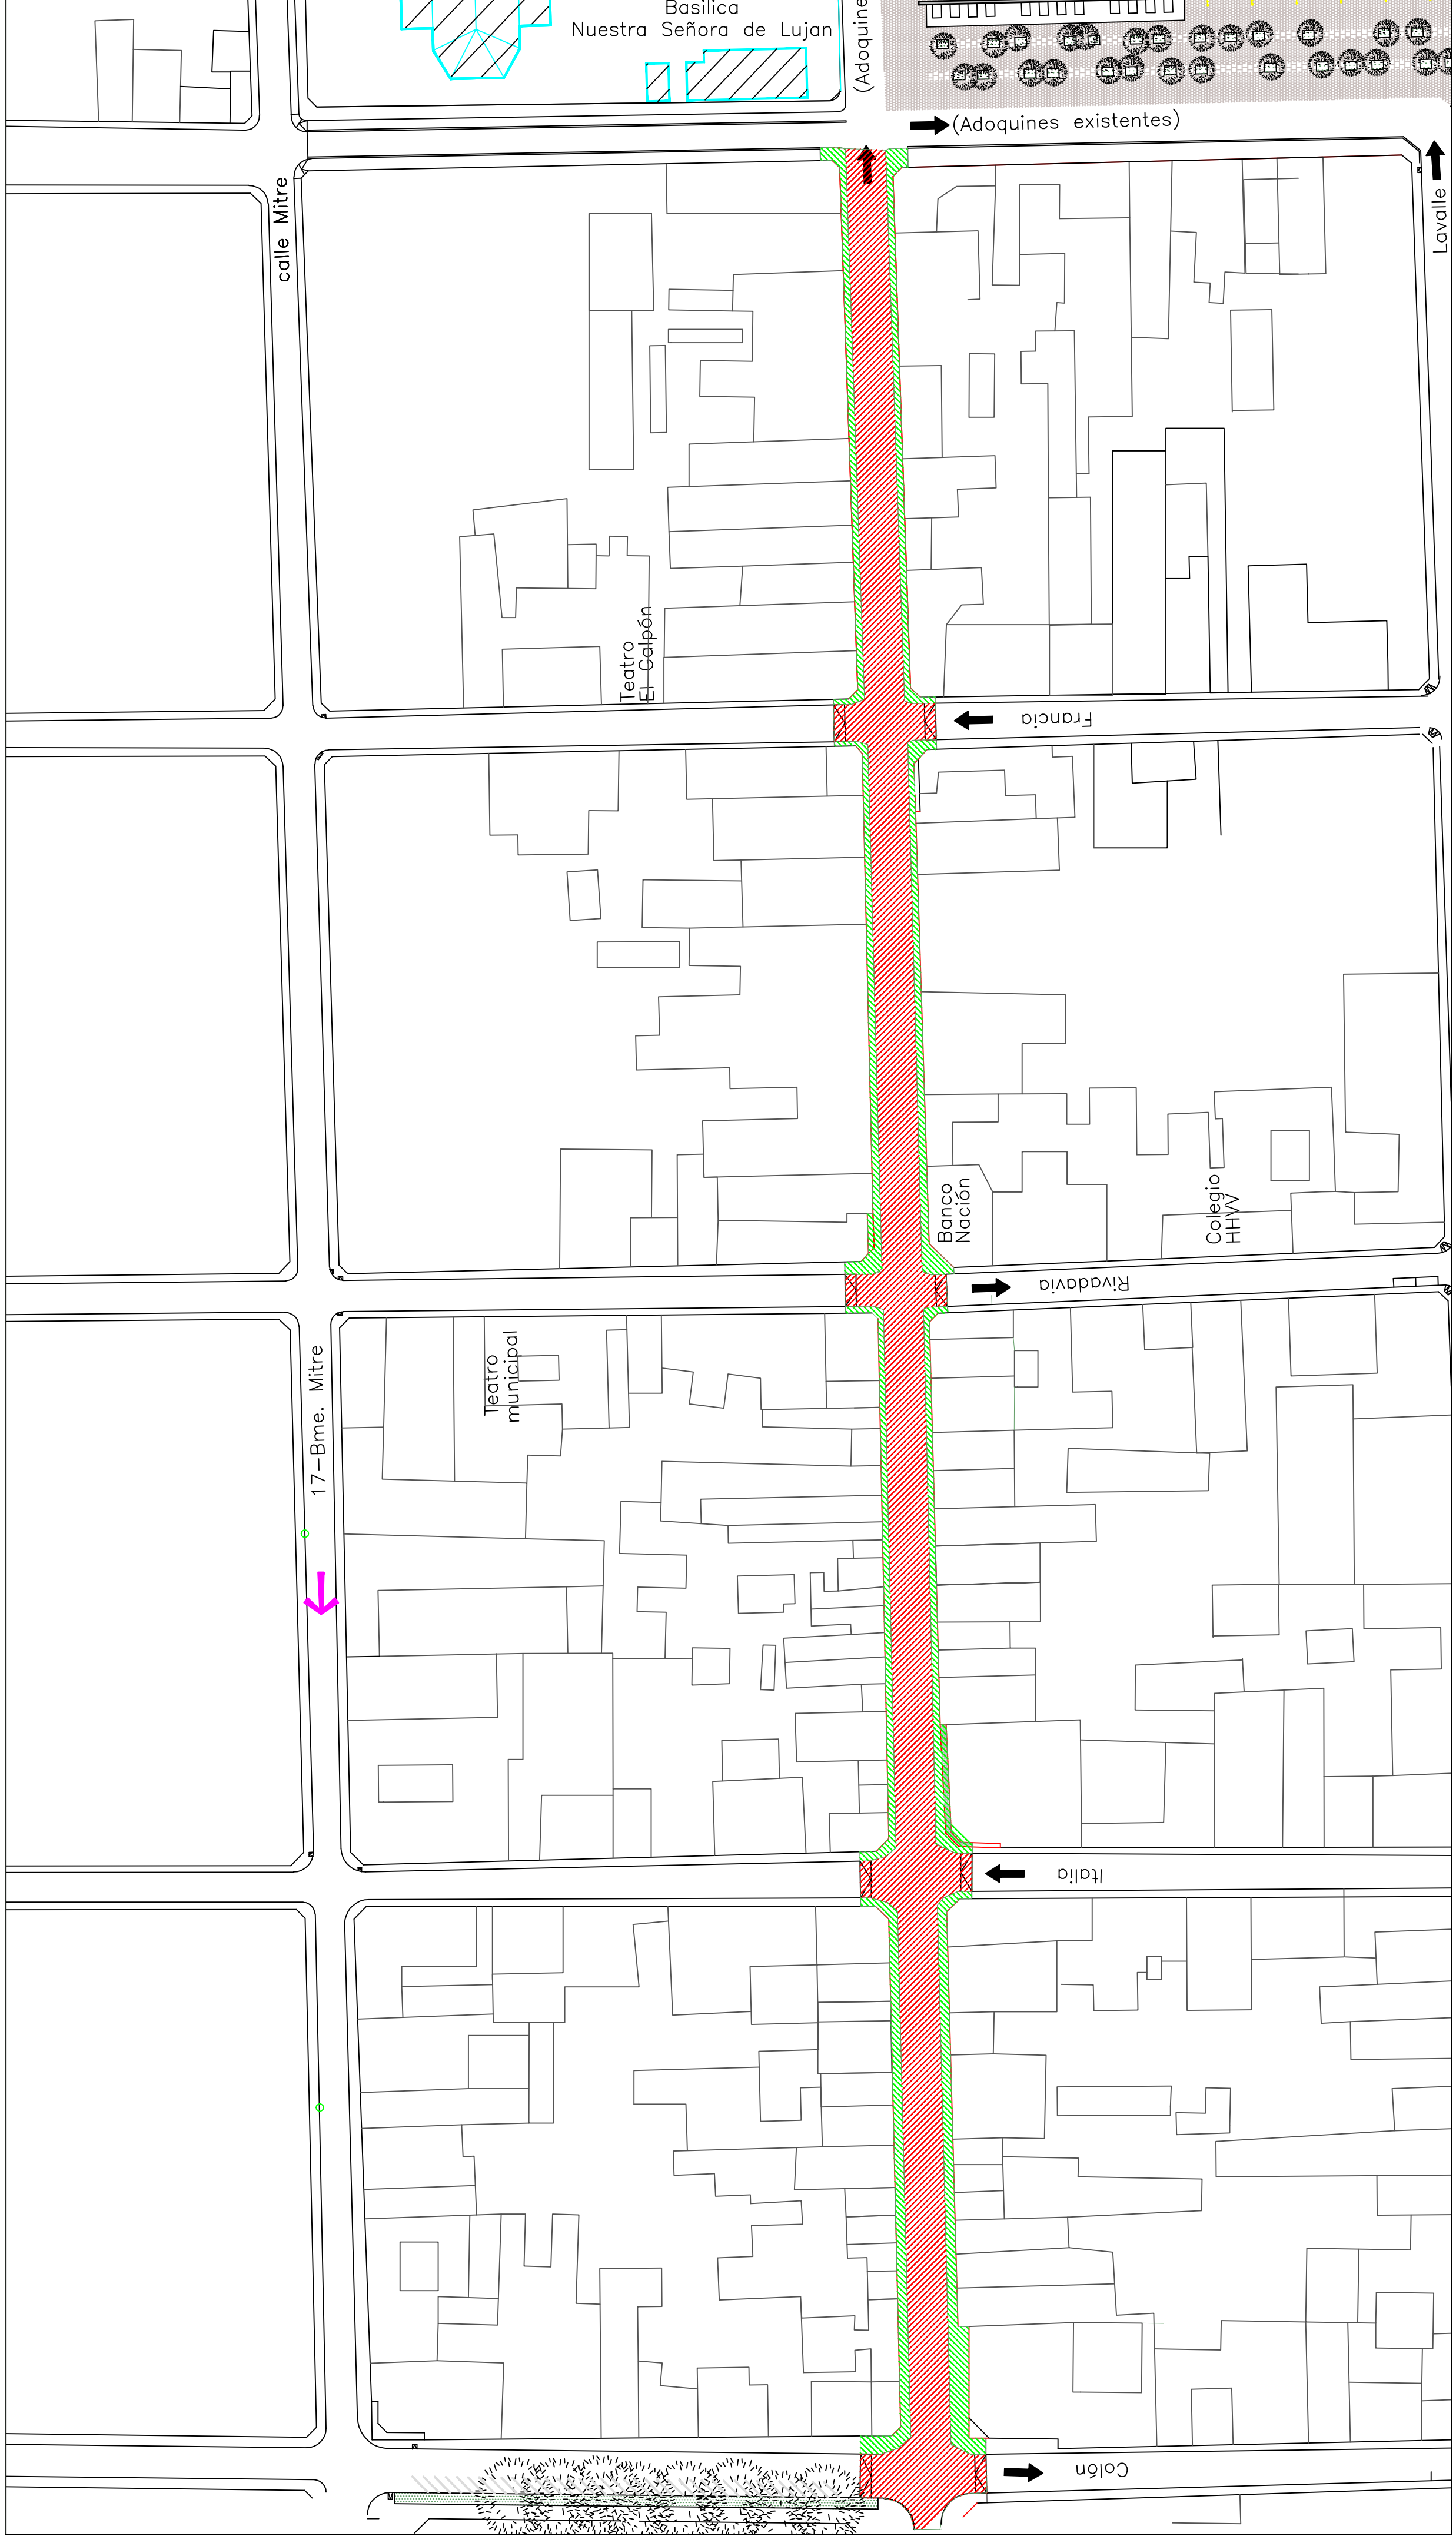 Basilica
Nuestra Señora de Lujan
(Adoquine
(Adoquines existentes)
calle Mitre
Lavalle
Teatro
El Galpón
Francia
Banco
Nación
Colegio
HHVV
Rivadavia
Teatro
municipal
17-Bme. Mitre
Italia
Colón